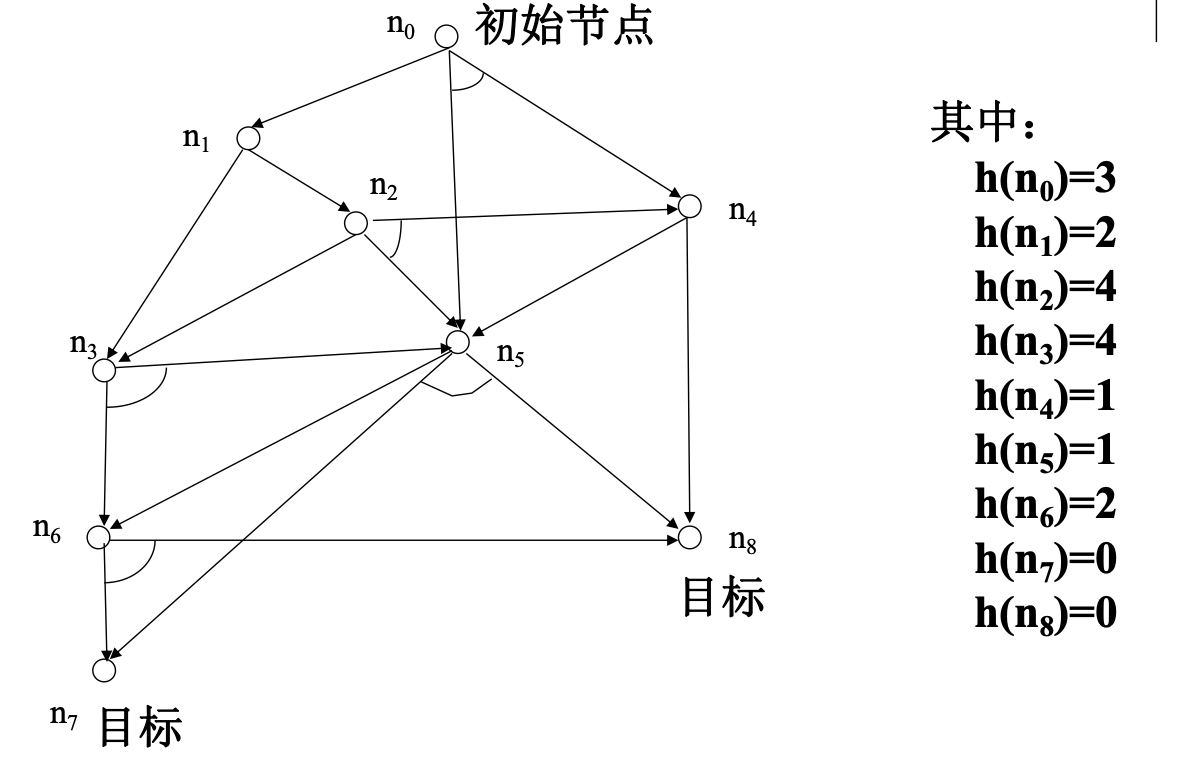 n₀ 初始节点
n₁
n₂
n₄
n₃
n₅
n₆
n₈
目标
n₇ 目标
其中：
h(n₀)=3
h(n₁)=2
h(n₂)=4
h(n₃)=4
h(n₄)=1
h(n₅)=1
h(n₆)=2
h(n₇)=0
h(n₈)=0